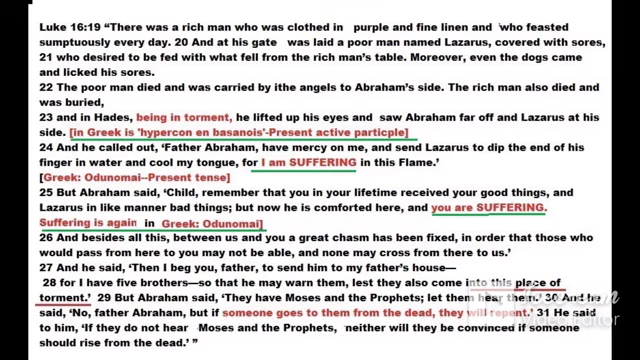 Luke 16:19 “There was a rich man who was clothed in purple and fine linen and who feasted
sumptuously every day. 20 And at his gate was laid a poor man named Lazarus, covered with sores,
21 who desired to be fed with what fell from the rich man's table. Moreover, even the dogs came
and licked his sores.
22 The poor man died and was carried by ithe angels to Abraham's side. The rich man also died and
was buried,
23 and in Hades, being in torment, he lifted up his eyes and saw Abraham far off and Lazarus at his
side. [in Greek is 'hypercon en basanois'-Present active particple]
24 And he called out, ‘Father Abraham, have mercy on me, and send Lazarus to dip the end of his
finger in water and cool my tongue, for I am SUFFERING in this Flame.’
[Greek: Odunomai--Present tense]
25 But Abraham said, ‘Child, remember that you in your lifetime received your good things, and
Lazarus in like manner bad things; but now he is comforted here, and you are SUFFERING.
Suffering is again in Greek: Odunomai]
26 And besides all this, between us and you a great chasm has been fixed, in order that those who
would pass from here to you may not be able, and none may cross from there to us.’
27 And he said, ‘Then I beg you, father, to send him to my father's house—
28 for I have five brothers—so that he may warn them, lest they also come into this place of
torment.’ 29 But Abraham said, ‘They have Moses and the Prophets; let them hear them.’ 30 And he
said, ‘No, father Abraham, but if someone goes to them from the dead, they will repent.’ 31 He said
to him, ‘If they do not hear Moses and the Prophets, neither will they be convinced if someone
should rise from the dead.’ ”
Video Editor